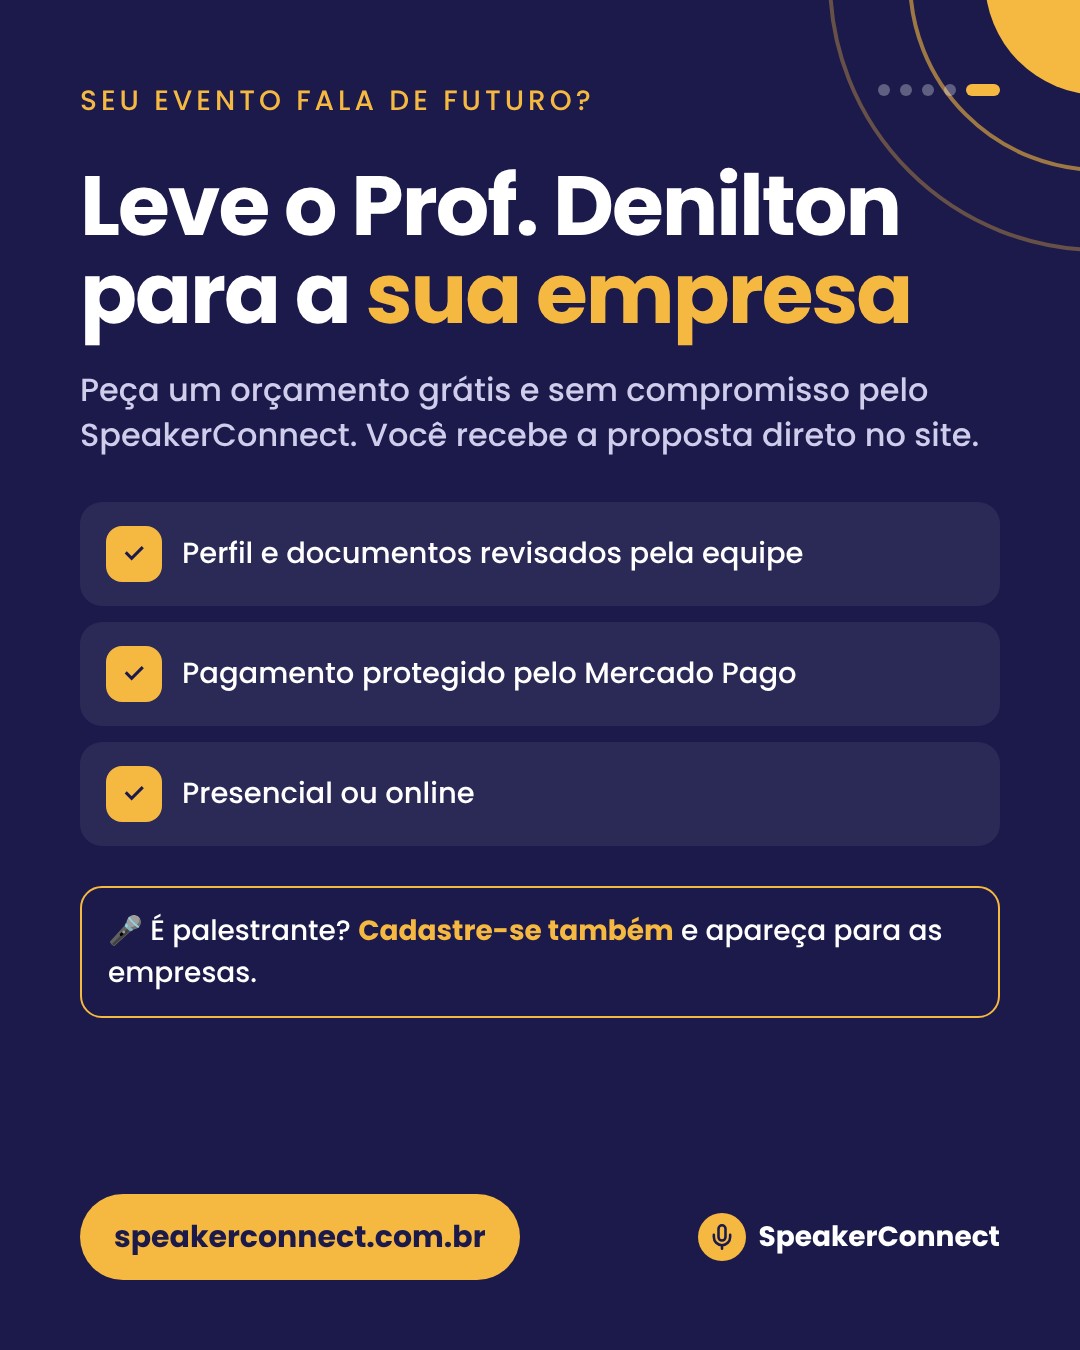 SEU EVENTO FALA DE FUTURO?
Leve o Prof. Denilton
para a sua empresa
Peça um orçamento grátis e sem compromisso pelo
SpeakerConnect. Você recebe a proposta direto no site.
Perfil e documentos revisados pela equipe
Pagamento protegido pelo Mercado Pago
Presencial ou online
🎤 É palestrante? Cadastre-se também e apareça para as
empresas.
speakerconnect.com.br
SpeakerConnect